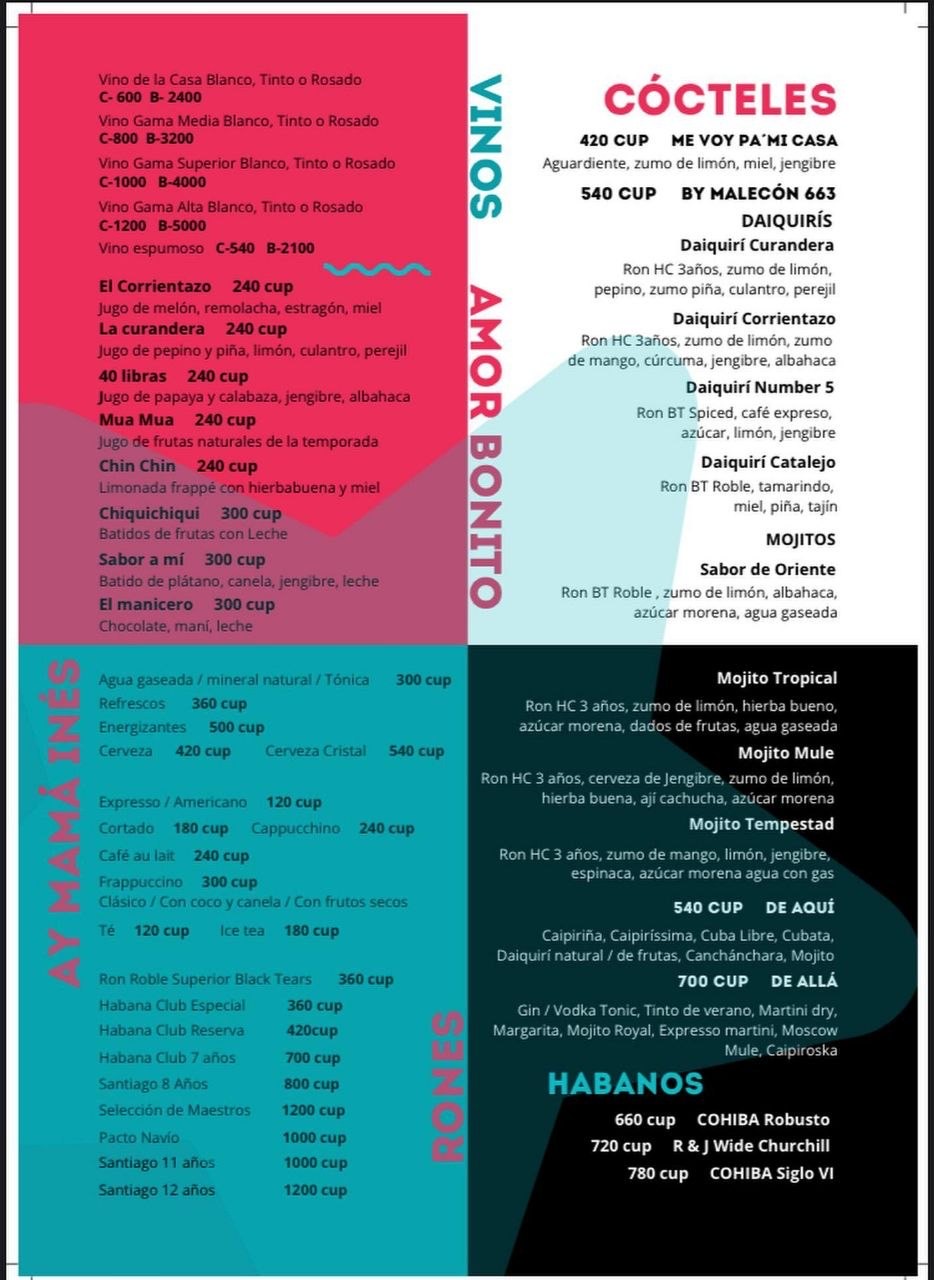 VINOS
Vino de la Casa Blanco, Tinto o Rosado
C- 600 B- 2400
Vino Gama Media Blanco, Tinto o Rosado
C-800 B-3200
Vino Gama Superior Blanco, Tinto o Rosado
C-1000 B-4000
Vino Gama Alta Blanco, Tinto o Rosado
C-1200 B-5000
Vino espumoso C-540 B-2100
AMOR BONITO
El Corrientazo 240 cup
Jugo de melón, remolacha, estragón, miel
La curandera 240 cup
Jugo de pepino y piña, limón, culantro, perejil
40 libras 240 cup
Jugo de papaya y calabaza, jengibre, albahaca
Mua Mua 240 cup
Jugo de frutas naturales de la temporada
Chin Chin 240 cup
Limonada frappé con hierbabuena y miel
Chiquichiqui 300 cup
Batidos de frutas con Leche
Sabor a mí 300 cup
Batido de plátano, canela, jengibre, leche
El manicero 300 cup
Chocolate, maní, leche
AY MAMÁ INÉS
Agua gaseada / mineral natural / Tónica 300 cup
Refrescos 360 cup
Energizantes 500 cup
Cerveza 420 cup Cerveza Cristal 540 cup
Expresso / Americano 120 cup
Cortado 180 cup Cappucchino 240 cup
Café au lait 240 cup
Frappuccino 300 cup
Clásico / Con coco y canela / Con frutos secos
Té 120 cup Ice tea 180 cup
RONES
Ron Roble Superior Black Tears 360 cup
Habana Club Especial 360 cup
Habana Club Reserva 420cup
Habana Club 7 años 700 cup
Santiago 8 Años 800 cup
Selección de Maestros 1200 cup
Pacto Navío 1000 cup
Santiago 11 años 1000 cup
Santiago 12 años 1200 cup
CÓCTELES
420 CUP ME VOY PA´MI CASA
Aguardiente, zumo de limón, miel, jengibre
540 CUP BY MALECÓN 663
DAIQUIRÍS
Daiquirí Curandera
Ron HC 3años, zumo de limón,
pepino, zumo piña, culantro, perejil
Daiquirí Corrientazo
Ron HC 3años, zumo de limón, zumo
de mango, cúrcuma, jengibre, albahaca
Daiquirí Number 5
Ron BT Spiced, café expreso,
azúcar, limón, jengibre
Daiquirí Catalejo
Ron BT Roble, tamarindo,
miel, piña, tajín
MOJITOS
Sabor de Oriente
Ron BT Roble , zumo de limón, albahaca,
azúcar morena, agua gaseada
Mojito Tropical
Ron HC 3 años, zumo de limón, hierba bueno,
azúcar morena, dados de frutas, agua gaseada
Mojito Mule
Ron HC 3 años, cerveza de Jengibre, zumo de limón,
hierba buena, ají cachucha, azúcar morena
Mojito Tempestad
Ron HC 3 años, zumo de mango, limón, jengibre,
espinaca, azúcar morena agua con gas
540 CUP DE AQUÍ
Caipiriña, Caipiríssima, Cuba Libre, Cubata,
Daiquirí natural / de frutas, Canchánchara, Mojito
700 CUP DE ALLÁ
Gin / Vodka Tonic, Tinto de verano, Martini dry,
Margarita, Mojito Royal, Expresso martini, Moscow
Mule, Caipiroska
HABANOS
660 cup COHIBA Robusto
720 cup R & J Wide Churchill
780 cup COHIBA Siglo VI